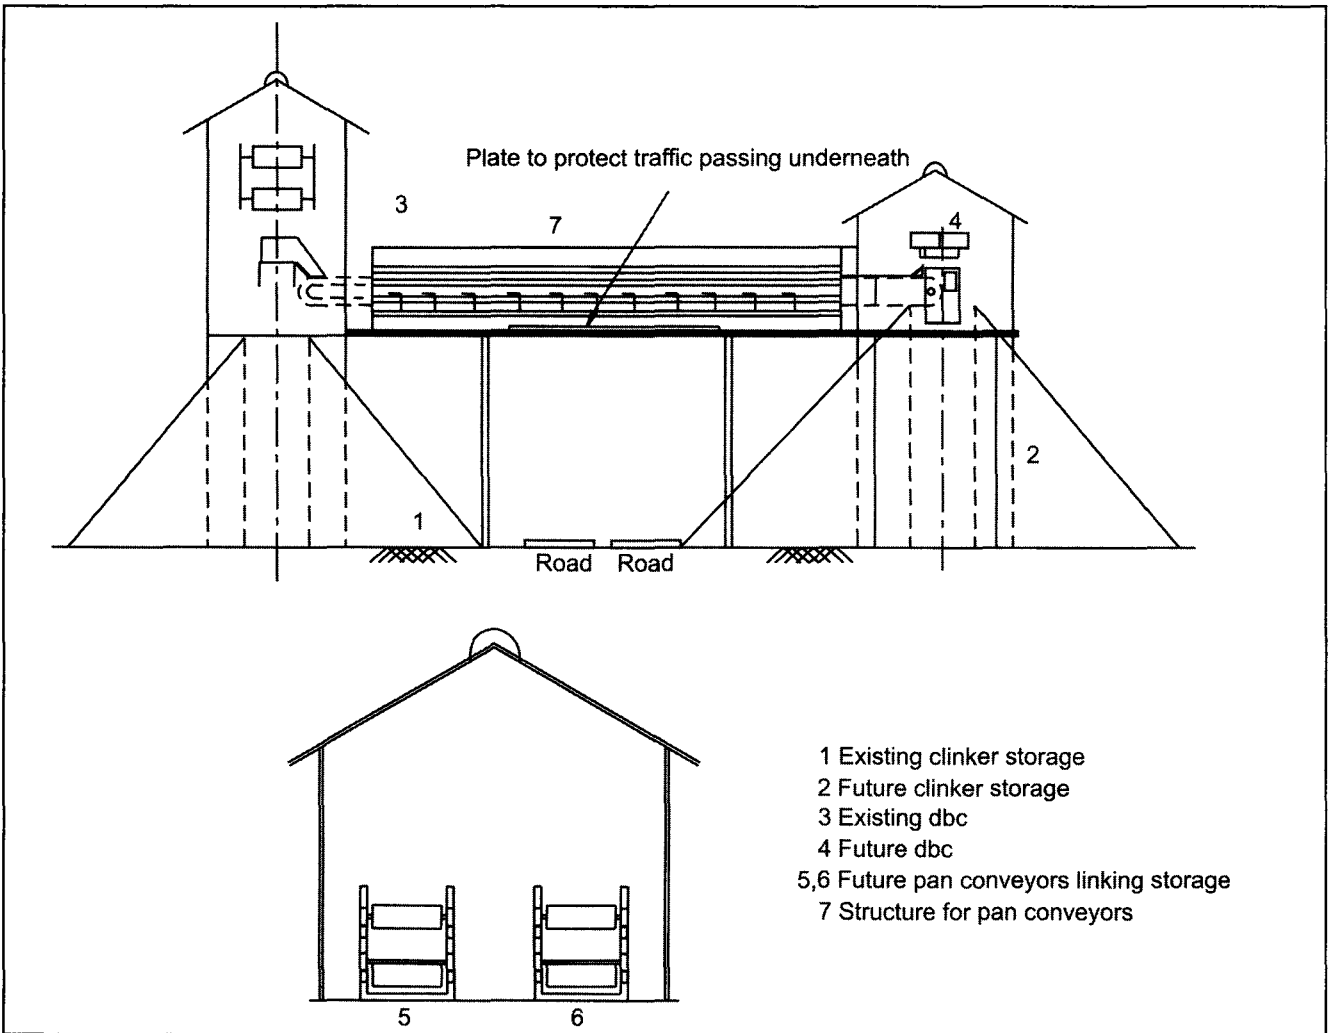 Plate to protect traffic passing underneath
3
7
4
2
1
Road Road
1 Existing clinker storage
2 Future clinker storage
3 Existing dbc
4 Future dbc
5,6 Future pan conveyors linking storage
7 Structure for pan conveyors
5 6